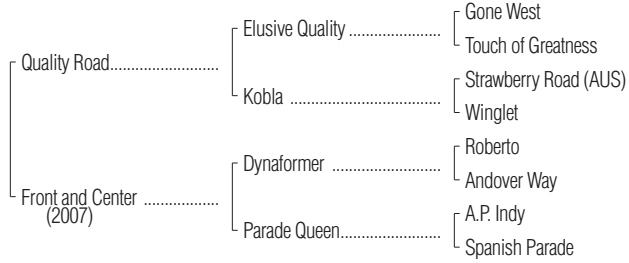 Gone West
Elusive Quality
Touch of Greatness
Quality Road
Strawberry Road (AUS)
Kobla
Winglet
Roberto
Dynaformer
Andover Way
Front and Center
(2007)
A.P. Indy
Parade Queen
Spanish Parade